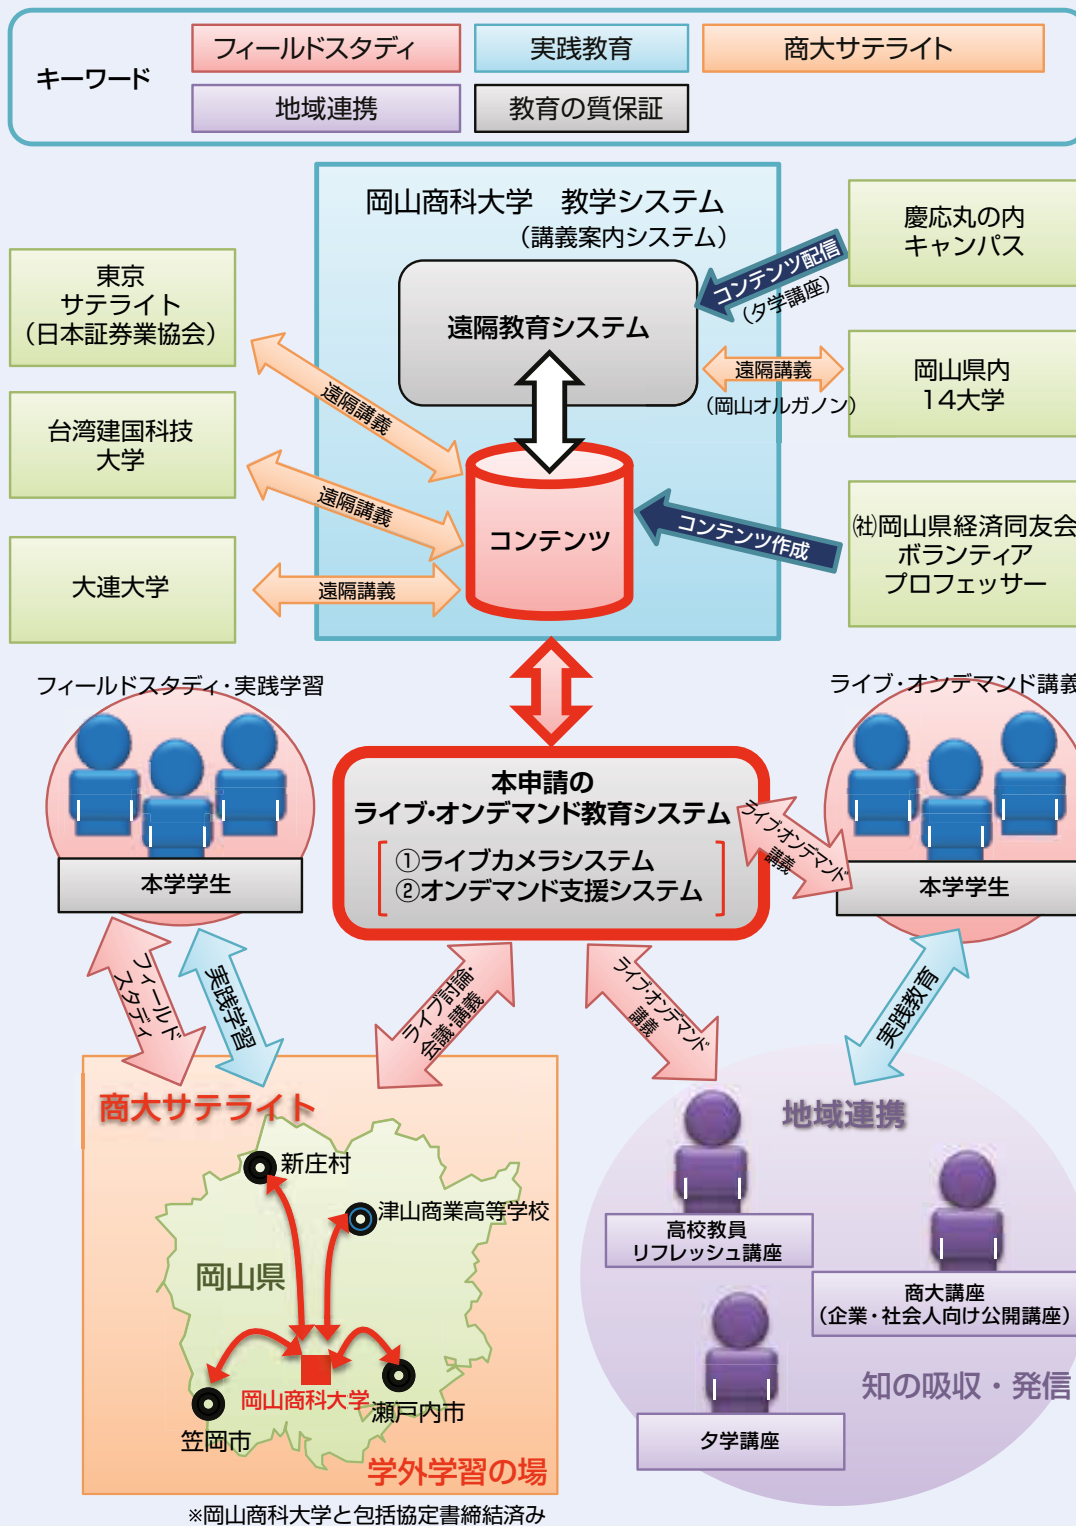 キーワード
フィールドスタディ
実践教育
商大サテライト
地域連携
教育の質保証
岡山商科大学　教学システム
（講義案内システム）
慶応丸の内
キャンパス
コンテンツ配信
（夕学講座）
東京
サテライト
（日本証券業協会）
遠隔教育システム
遠隔講義
（岡山オルガノン）
岡山県内
14大学
遠隔講義
台湾建国科技
大学
遠隔講義
コンテンツ
コンテンツ作成
㈳岡山県経済同友会
ボランティア
プロフェッサー
大連大学
遠隔講義
フィールドスタディ・実践学習
ライブ・オンデマンド講義
本申請の
ライブ・オンデマンド教育システム
①ライブカメラシステム
②オンデマンド支援システム
ライブ・オンデマンド
講義
本学学生
本学学生
フィールド
スタディ
実践学習
ライブ討論・
会議・講義
ライブ・オンデマンド
講義
実践教育
商大サテライト
新庄村
津山商業高等学校
岡山県
岡山商科大学
瀬戸内市
笠岡市
学外学習の場
※岡山商科大学と包括協定書締結済み
地域連携
高校教員
リフレッシュ講座
商大講座
（企業・社会人向け公開講座）
知の吸収・発信
夕学講座